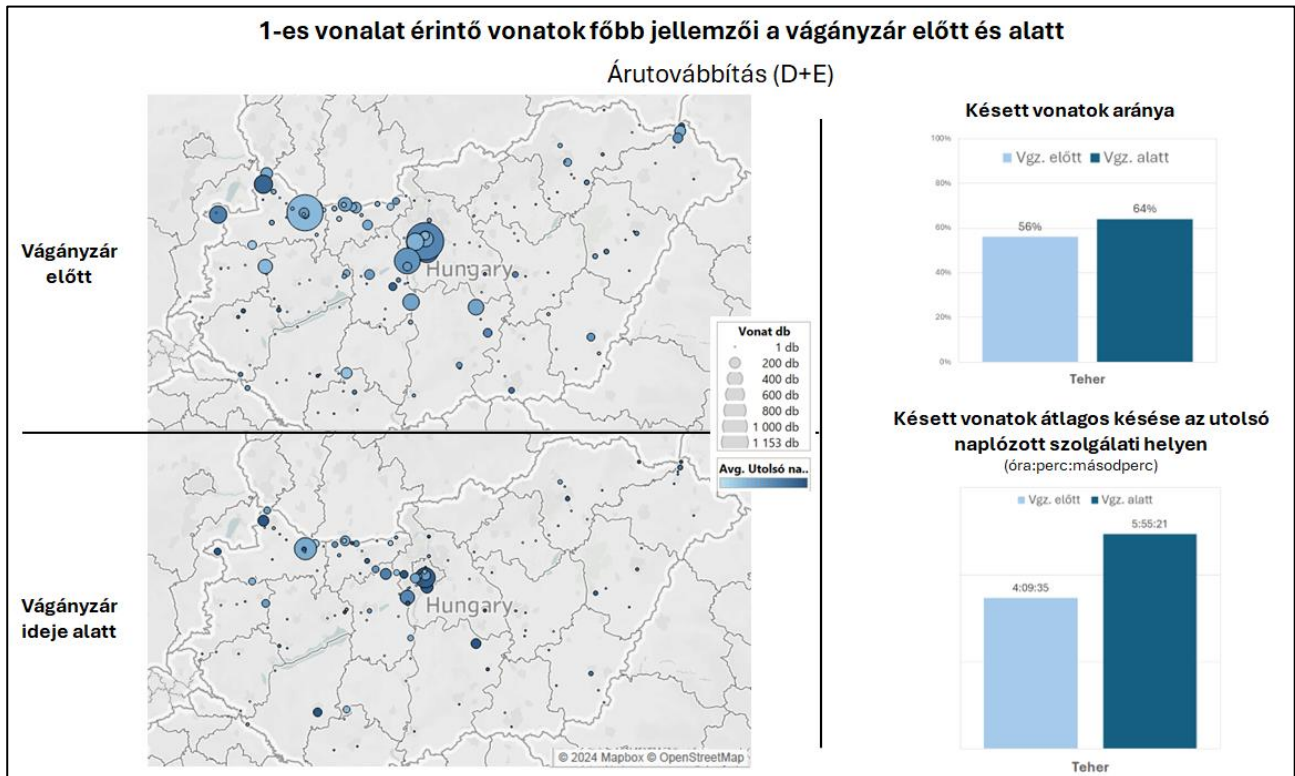 1-es vonalat érintő vonatok főbb jellemzői a vágányzár előtt és alatt
Árutovábbítás (D+E)
Vágányzár
előtt
Hungary
Vonat db
1 db
200 db
400 db
600 db
800 db
1 000 db
1 153 db
Avg. Utolsó na..
Vágányzár
ideje alatt
Hungary
© 2024 Mapbox © OpenStreetMap
Késett vonatok aránya
100%
Vgz. előtt
Vgz. alatt
80%
64%
60%
56%
40%
20%
0%
Teher
Késett vonatok átlagos késése az utolsó
naplózott szolgálati helyen
(óra:perc:másodperc)
Vgz. előtt
Vgz. alatt
5:55:21
4:09:35
Teher